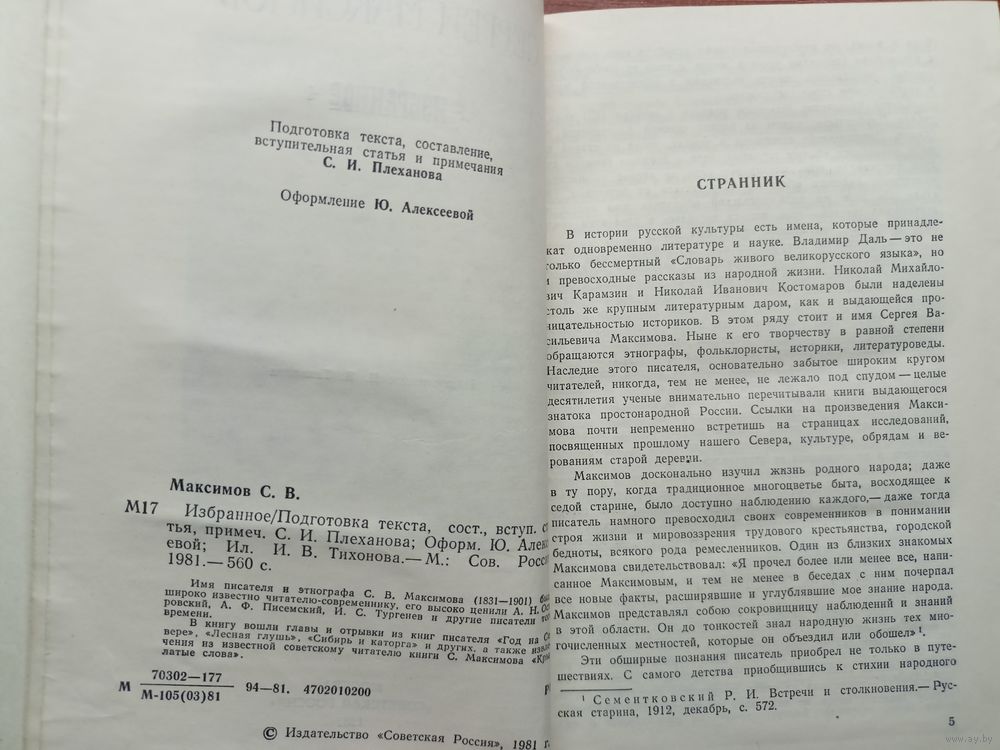 Подготовка текста, составление,
вступительная статья и примечания
С. И. Плеханова
Оформление Ю. Алексеевой
Максимов С. В.
М17 Избранное/Подготовка текста, сост., вступ. ст
тья, примеч. С. И. Плеханова; Оформ. Ю. Алек
евой; Ил. И. В. Тихонова.— М.: Сов. Росс
1981.— 560 с.
Имя писателя и этнографа С. В. Максимова (1831—1901)
широко известно читателю-современнику, его высоко ценили А. Н. Ос
ровский, А. Ф. Писемский, И. С. Тургенев и другие писатели то
времени.
В книгу вошли главы и отрывки из книг писателя «Год на Се
вере», «Лесная глушь», «Сибирь и каторга» и других, а также извле
чения из известной советскому читателю книги С. Максимова «Кры
латые слова».
М 70302—177
М-105(03)81 94—81. 4702010200
© Издательство «Советская Россия», 1981 г.
СТРАННИК
В истории русской культуры есть имена, которые принадле-
жат одновременно литературе и науке. Владимир Даль — это не
только бессмертный «Словарь живого великорусского языка», но
и превосходные рассказы из народной жизни. Николай Михайло-
вич Карамзин и Николай Иванович Костомаров были наделены
столь же крупным литературным даром, как и выдающейся про-
ницательностью историков. В этом ряду стоит и имя Сергея Ва-
сильевича Максимова. Ныне к его творчеству в равной степени
обращаются этнографы, фольклористы, историки, литературоведы.
Наследие этого писателя, основательно забытое широким кругом
читателей, никогда, тем не менее, не лежало под спудом — целые
десятилетия ученые внимательно перечитывали книги выдающегося
знатока простонародной России. Ссылки на произведения Макси-
мова почти непременно встретишь на страницах исследований,
посвященных прошлому нашего Севера, культуре, обрядам и ве-
рованиям старой деревни.
Максимов досконально изучил жизнь родного народа; даже
в ту пору, когда традиционное многоцветье быта, восходящее к
седой старине, было доступно наблюдению каждого,— даже тогда
писатель намного превосходил своих современников в понимании
строя жизни и мировоззрения трудового крестьянства, городской
бедноты, всякого рода ремесленников. Один из близких знакомых
Максимова свидетельствовал: «Я прочел более или менее все, напи-
санное Максимовым, и тем не менее в беседах с ним почерпал
все новые факты, расширявшие и углублявшие мое знание народа.
Максимов представлял собою сокровищницу наблюдений и знаний
в этой области. Он до тонкостей знал народную жизнь тех мно-
гочисленных местностей, которые он объездил или обошел»¹.
Эти обширные познания писатель приобрел не только в путе-
шествиях. С самого детства приобщившись к стихии народного
¹ Сементковский Р. И. Встречи и столкновения.— Рус-
ская старина, 1912, декабрь, с. 572.
5
www.ay.by